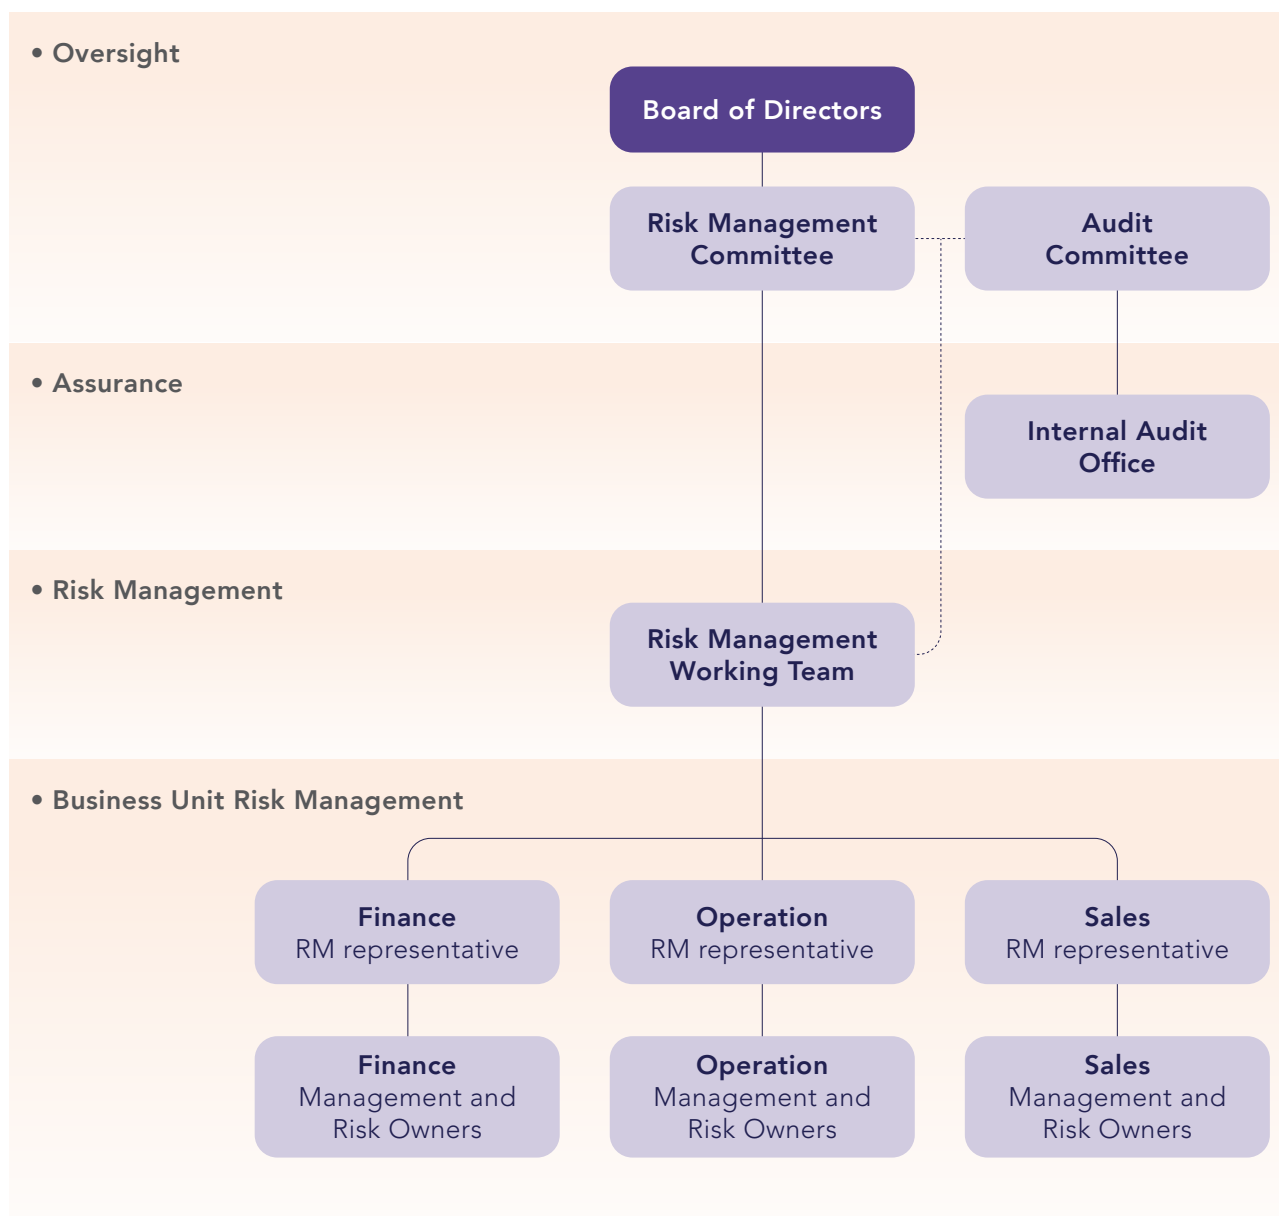 • Oversight
Board of Directors
Risk Management
Committee
Audit
Committee
• Assurance
Internal Audit
Office
• Risk Management
Risk Management
Working Team
• Business Unit Risk Management
Finance
RM representative
Operation
RM representative
Sales
RM representative
Finance
Management and
Risk Owners
Operation
Management and
Risk Owners
Sales
Management and
Risk Owners